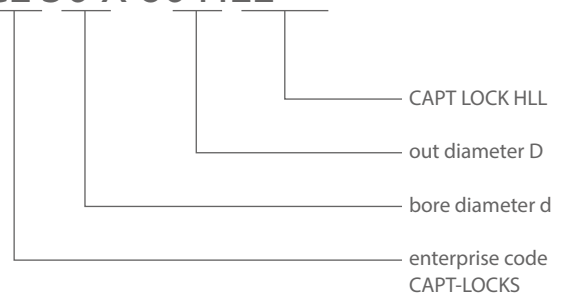 CAPT LOCK HLL
out diameter D
bore diameter d
enterprise code
CAPT-LOCKS